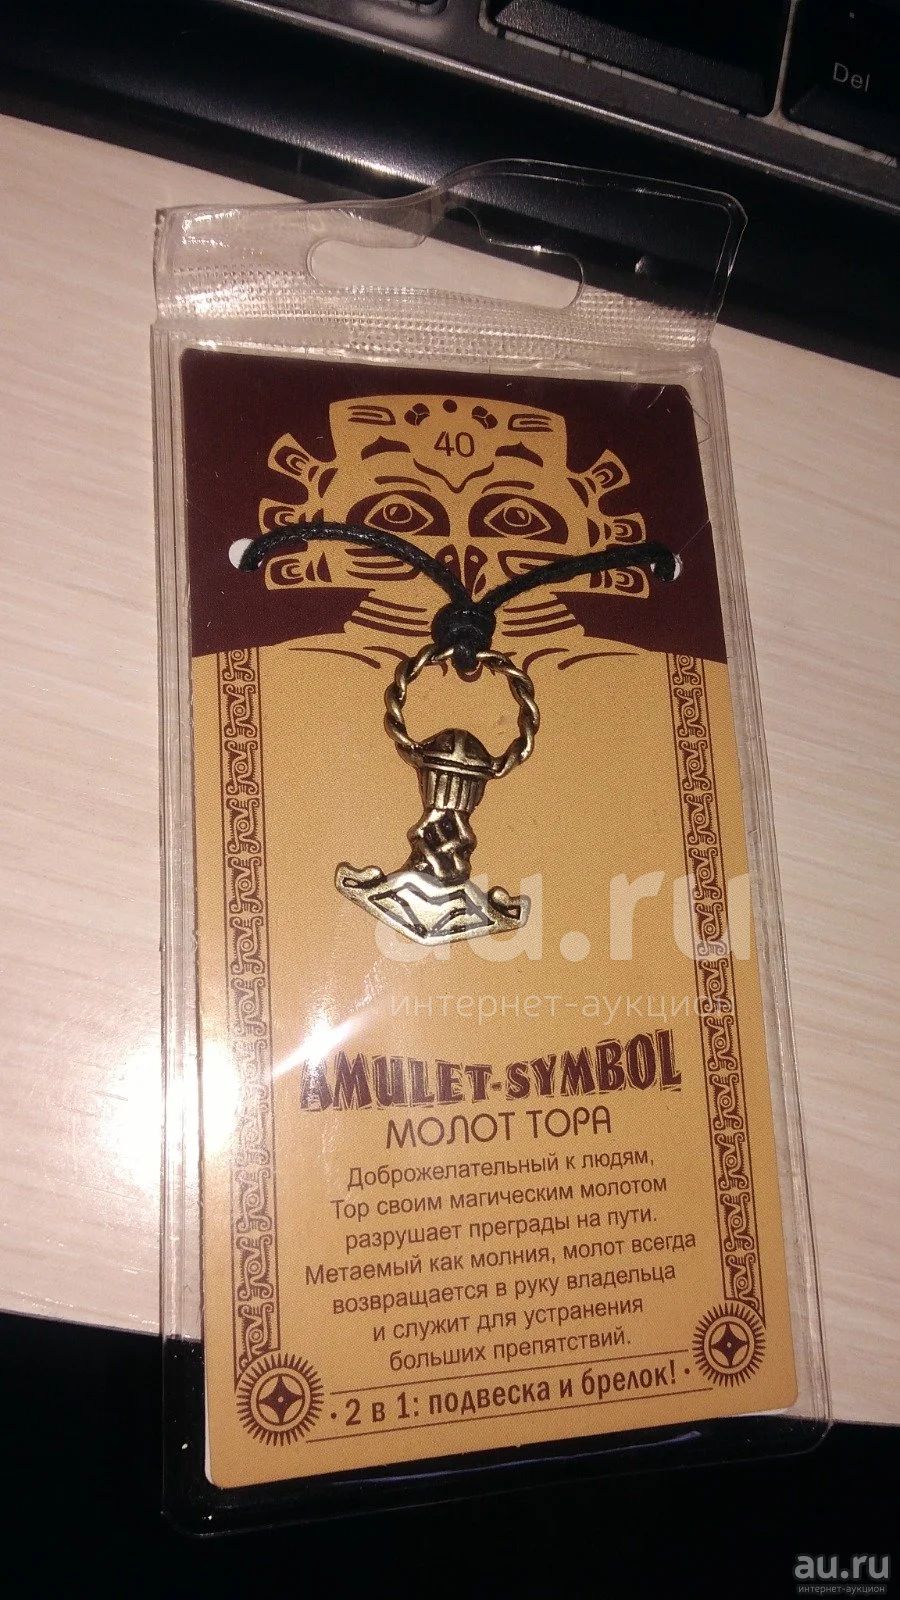 Del
40
au.ru
интернет-аукцион
AMULET-SYMBOL
МОЛОТ ТОРА
Доброжелательный к людям,
Тор своим магическим молотом
разрушает преграды на пути.
Метаемый как молния, молот всегда
возвращается в руку владельца
и служит для устранения
больших препятствий.
· 2 в 1: подвеска и брелок! ·
au.ru
интернет-аукцион